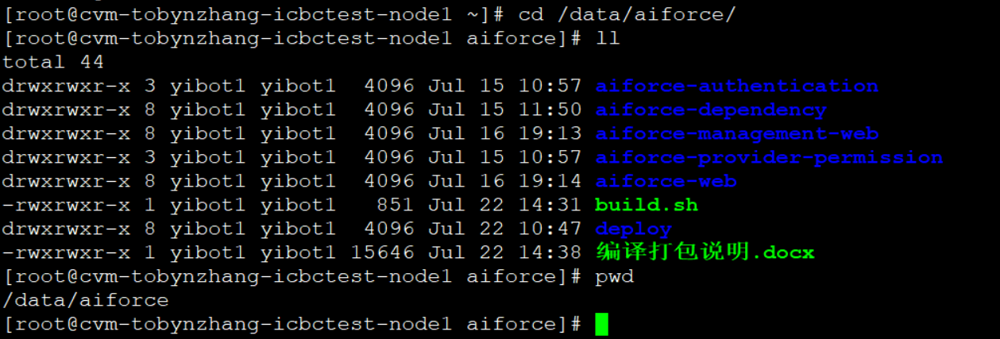 [root@cvm-tobynzhang-icbctest-node1 ~]# cd /data/aiforce/
[root@cvm-tobynzhang-icbctest-node1 aiforce]# ll
total 44
drwxrwxr-x 3 yibot1 yibot1  4096 Jul 15 10:57 aiforce-authentication
drwxrwxr-x 8 yibot1 yibot1  4096 Jul 15 11:50 aiforce-dependency
drwxrwxr-x 8 yibot1 yibot1  4096 Jul 16 19:13 aiforce-management-web
drwxrwxr-x 3 yibot1 yibot1  4096 Jul 15 10:57 aiforce-provider-permission
drwxrwxr-x 8 yibot1 yibot1  4096 Jul 16 19:14 aiforce-web
-rwxrwxr-x 1 yibot1 yibot1   851 Jul 22 14:31 build.sh
drwxrwxr-x 8 yibot1 yibot1  4096 Jul 22 10:47 deploy
-rwxrwxr-x 1 yibot1 yibot1 15646 Jul 22 14:38 编译打包说明.docx
[root@cvm-tobynzhang-icbctest-node1 aiforce]# pwd
/data/aiforce
[root@cvm-tobynzhang-icbctest-node1 aiforce]#